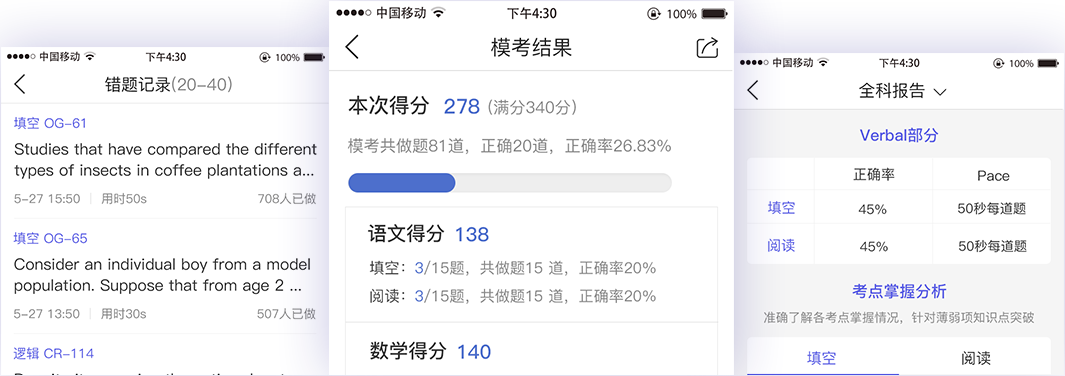 中国移动 下午4:30 100%
错题记录(20-40)
填空 OG-61
Studies that have compared the different
types of insects in coffee plantations a...
5-27 15:50 用时50s 708人已做
填空 OG-65
Consider an individual boy from a model
population. Suppose that from age 2 ...
5-27 13:50 用时30s 507人已做
逻辑 CR-114
中国移动 下午4:30 100%
模考结果
本次得分 278 (满分340分)
模考共做题81道，正确20道，正确率26.83%
语文得分 138
填空：3/15题，共做题15 道，正确率20%
阅读：3/15题，共做题15 道，正确率20%
数学得分 140
中国移动 下午4:30 100%
全科报告
Verbal部分
正确率 Pace
填空 45% 50秒每道题
阅读 45% 50秒每道题
考点掌握分析
准确了解各考点掌握情况，针对薄弱项知识点突破
填空 阅读